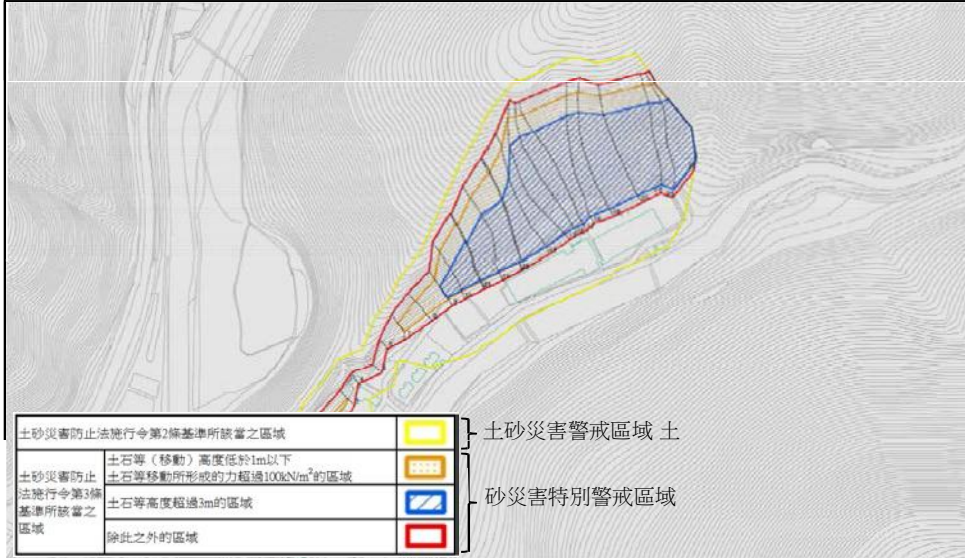 土砂災害防止法施行令第2條基準所該當之區域
土砂災害警戒區域 土
土砂災害防止
法施行令第3條
基準所該當之
區域
土石等（移動）高度低於1m以下
土石等移動所形成的力超過100kN/m²的區域
土石等高度超過3m的區域
除此之外的區域
砂災害特別警戒區域